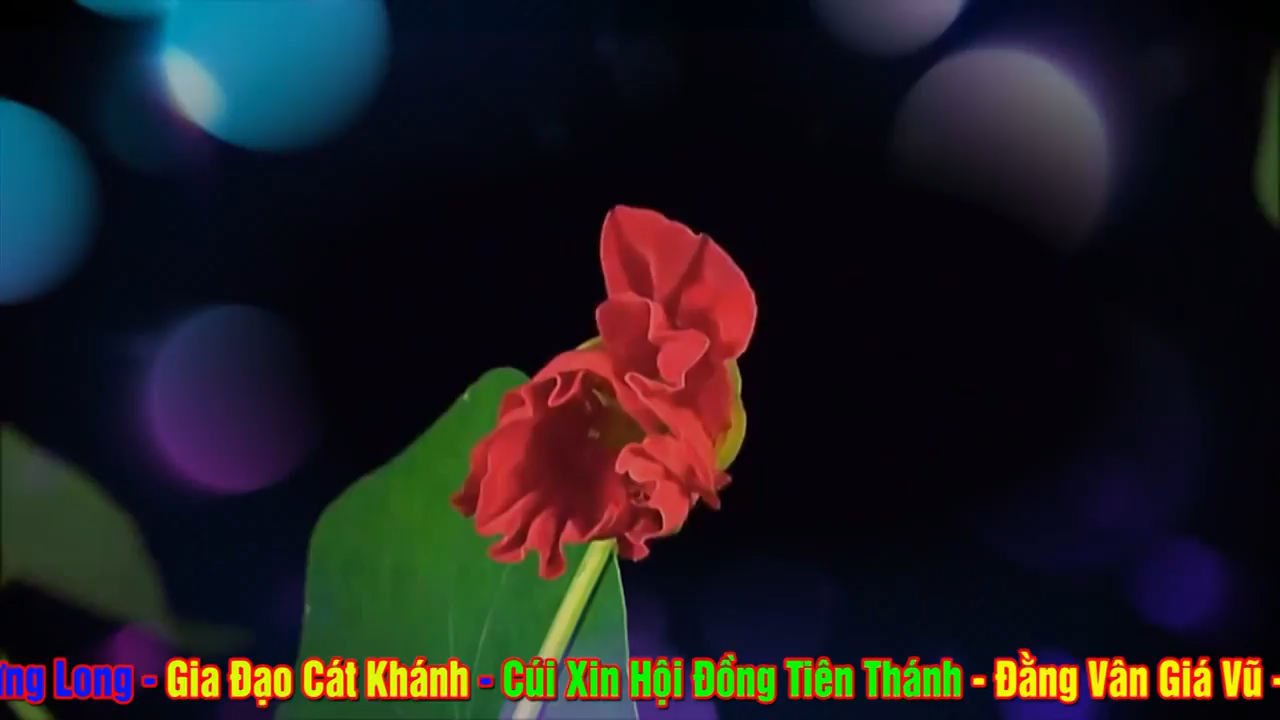 Long - Gia Đạo Cát Khánh - Cúi Xin Hội Đồng Tiên Thánh - Đằng Vân Giá Vũ -